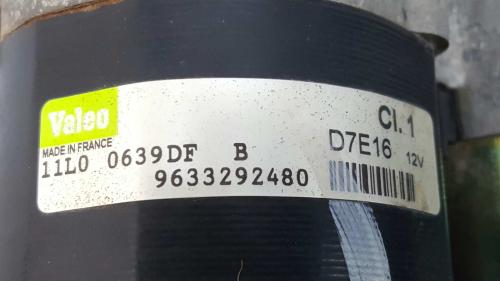 Valeo
MADE IN FRANCE
Cl. 1
11L0 0639DF B
D7E16 12V
9633292480